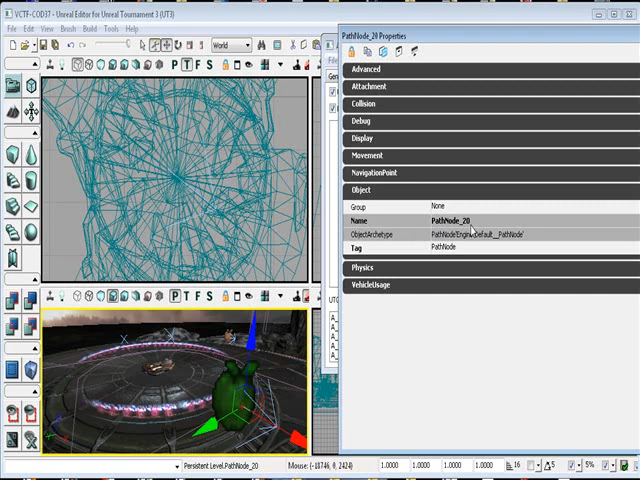 VCTF-COD37 - Unreal Editor for Unreal Tournament 3 (UT3)
File Edit View Brush Build Tools Help
World
P T F S
PathNode_20 Properties
Advanced
Attachment
Collision
Debug
Display
Movement
NavigationPoint
Object
Group None
Name PathNode_20
ObjectArchetype PathNode'Engine.Default__PathNode'
Tag PathNode
Physics
VehicleUsage
P T F S
Persistent Level.PathNode_20 Mouse: (-18746, 0, 2424) 1.0000 1.0000 1.0000 1.0000 16 5 5%